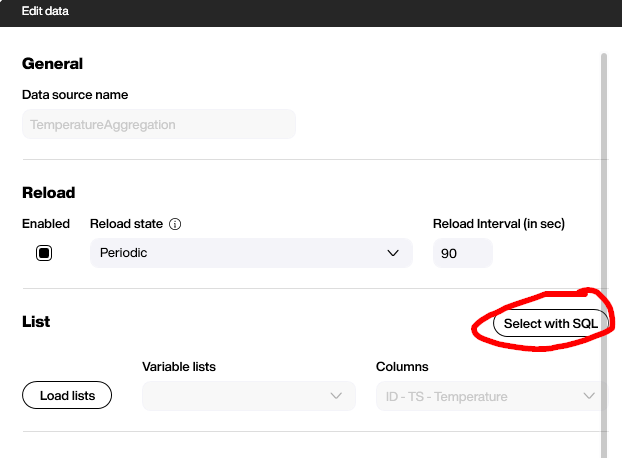 Edit data
General
Data source name
TemperatureAggregation
Reload
Enabled Reload state Reload Interval (in sec)
Periodic 90
List Select with SQL
Variable lists Columns
Load lists ID - TS - Temperature